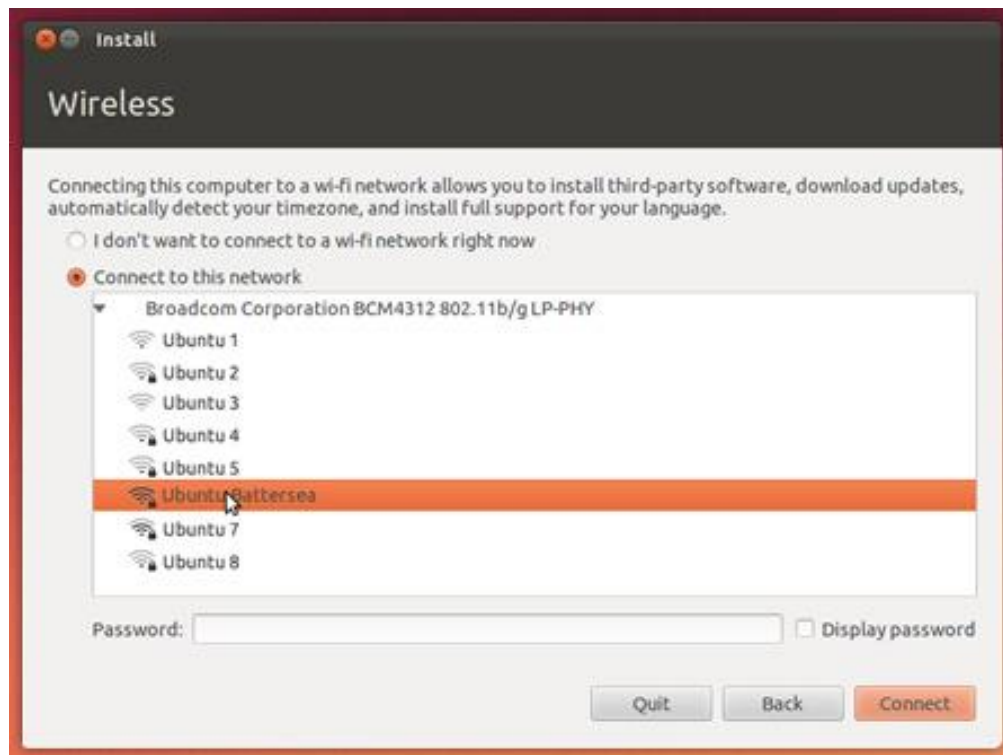 Install
Wireless
Connecting this computer to a wi-fi network allows you to install third-party software, download updates,
automatically detect your timezone, and install full support for your language.
I don't want to connect to a wi-fi network right now
Connect to this network
Broadcom Corporation BCM4312 802.11b/g LP-PHY
Ubuntu 1
Ubuntu 2
Ubuntu 3
Ubuntu 4
Ubuntu 5
Ubuntu Battersea
Ubuntu 7
Ubuntu 8
Password: Display password
Quit Back Connect